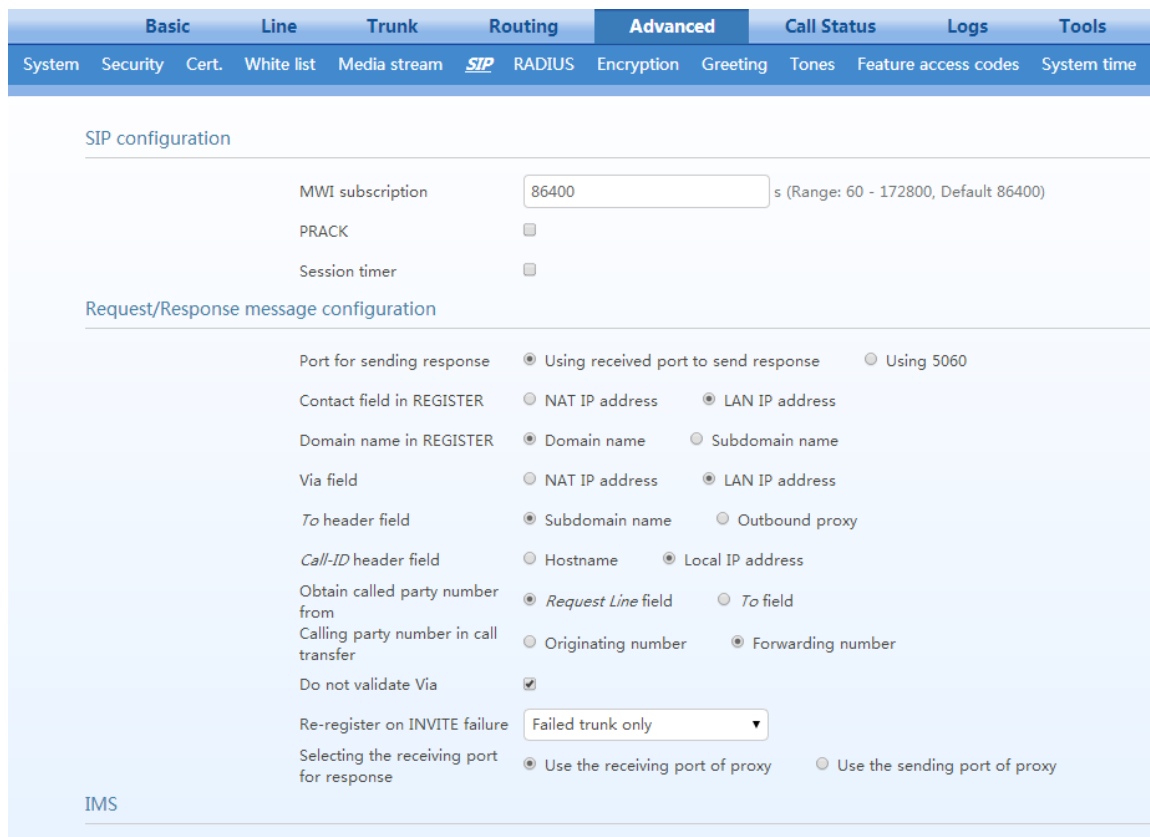 Basic Line Trunk Routing Advanced Call Status Logs Tools
System Security Cert. White list Media stream SIP RADIUS Encryption Greeting Tones Feature access codes System time
SIP configuration
MWI subscription 86400 s (Range: 60 - 172800, Default 86400)
PRACK
Session timer
Request/Response message configuration
Port for sending response Using received port to send response Using 5060
Contact field in REGISTER NAT IP address LAN IP address
Domain name in REGISTER Domain name Subdomain name
Via field NAT IP address LAN IP address
To header field Subdomain name Outbound proxy
Call-ID header field Hostname Local IP address
Obtain called party number
from Request Line field To field
Calling party number in call
transfer Originating number Forwarding number
Do not validate Via
Re-register on INVITE failure Failed trunk only
Selecting the receiving port
for response Use the receiving port of proxy Use the sending port of proxy
IMS